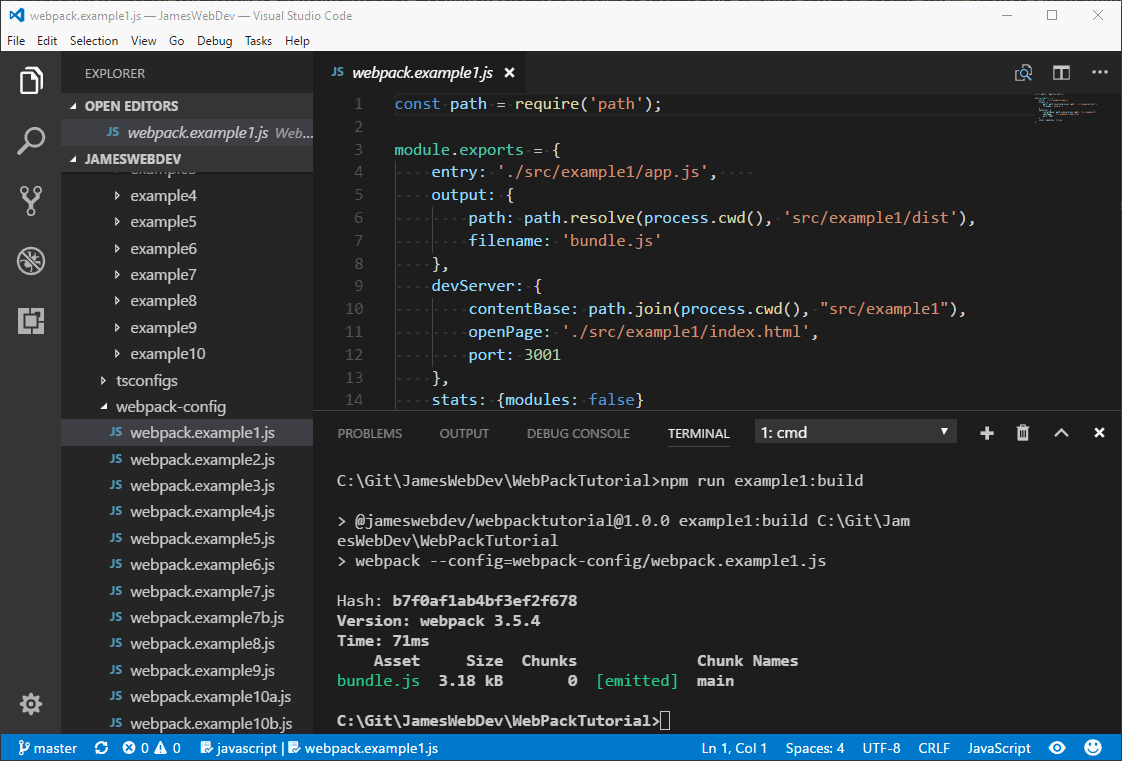 webpack.example1.js — JamesWebDev — Visual Studio Code
File Edit Selection View Go Debug Tasks Help
EXPLORER
OPEN EDITORS
JS webpack.example1.js Web...
JAMESWEBDEV
example4
example5
example6
example7
example8
example9
example10
tsconfigs
webpack-config
JS webpack.example1.js
JS webpack.example2.js
JS webpack.example3.js
JS webpack.example4.js
JS webpack.example5.js
JS webpack.example6.js
JS webpack.example7.js
JS webpack.example7b.js
JS webpack.example8.js
JS webpack.example9.js
JS webpack.example10a.js
JS webpack.example10b.js
JS webpack.example1.js
1 const path = require('path');
2
3 module.exports = {
4     entry: './src/example1/app.js',
5     output: {
6         path: path.resolve(process.cwd(), 'src/example1/dist'),
7         filename: 'bundle.js'
8     },
9     devServer: {
10         contentBase: path.join(process.cwd(), "src/example1"),
11         openPage: './src/example1/index.html',
12         port: 3001
13     },
14     stats: {modules: false}
PROBLEMS OUTPUT DEBUG CONSOLE TERMINAL 1: cmd
C:\Git\JamesWebDev\WebPackTutorial>npm run example1:build
> @jameswebdev/webpacktutorial@1.0.0 example1:build C:\Git\Jam
esWebDev\WebPackTutorial
> webpack --config=webpack-config/webpack.example1.js
Hash: b7f0af1ab4bf3ef2f678
Version: webpack 3.5.4
Time: 71ms
Asset Size Chunks Chunk Names
bundle.js 3.18 kB 0 [emitted] main
C:\Git\JamesWebDev\WebPackTutorial>
master 0 0 javascript | webpack.example1.js Ln 1, Col 1 Spaces: 4 UTF-8 CRLF JavaScript